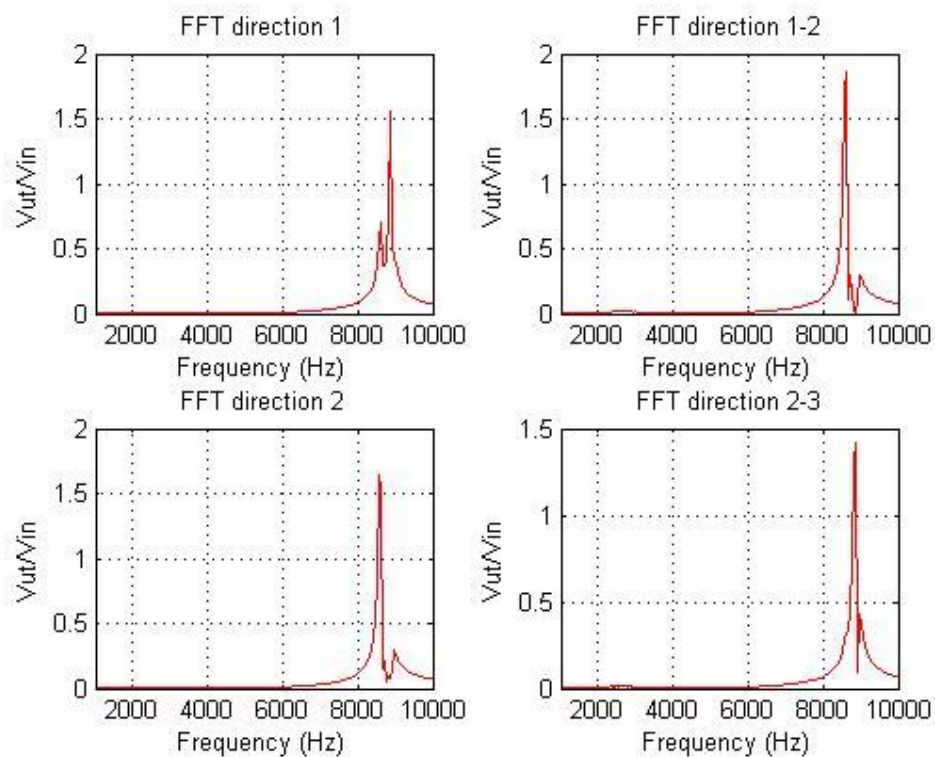 FFT direction 1
2
1.5
1
0.5
0
Vut/Vin
2000 4000 6000 8000 10000
Frequency (Hz)
FFT direction 1-2
2
1.5
1
0.5
0
Vut/Vin
2000 4000 6000 8000 10000
Frequency (Hz)
FFT direction 2
2
1.5
1
0.5
0
Vut/Vin
2000 4000 6000 8000 10000
Frequency (Hz)
FFT direction 2-3
1.5
1
0.5
0
Vut/Vin
2000 4000 6000 8000 10000
Frequency (Hz)